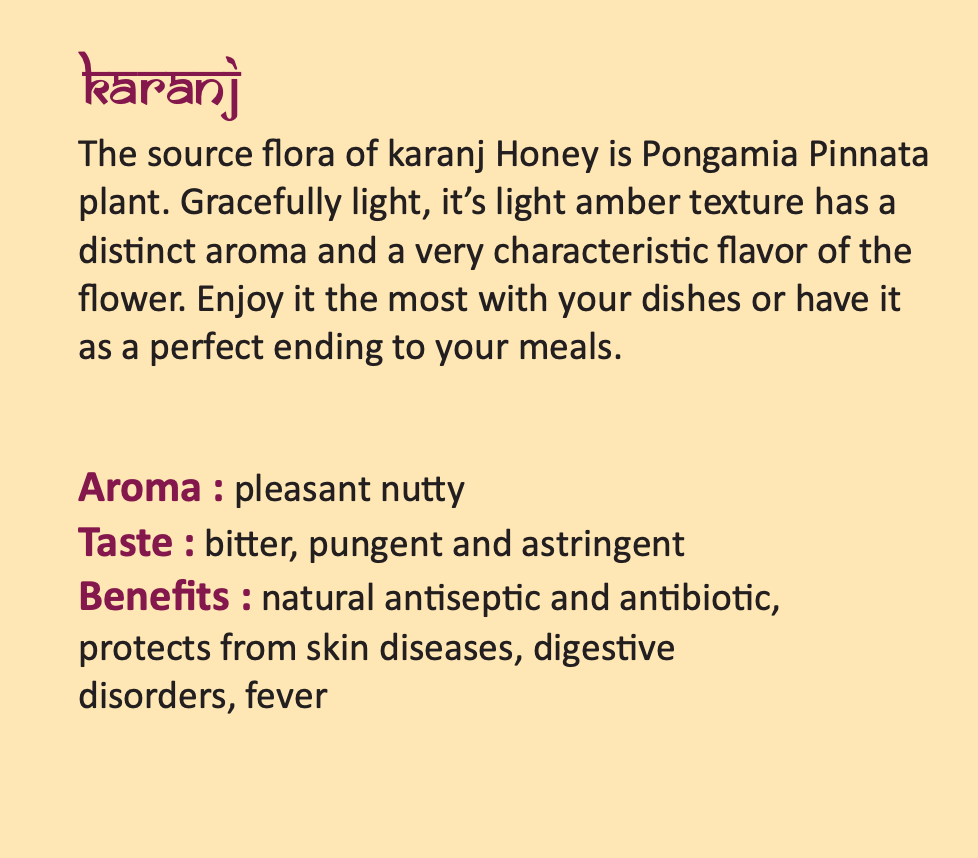 karanj
The source flora of karanj Honey is Pongamia Pinnata
plant. Gracefully light, it’s light amber texture has a
distinct aroma and a very characteristic flavor of the
flower. Enjoy it the most with your dishes or have it
as a perfect ending to your meals.
Aroma : pleasant nutty
Taste : bitter, pungent and astringent
Benefits : natural antiseptic and antibiotic,
protects from skin diseases, digestive
disorders, fever